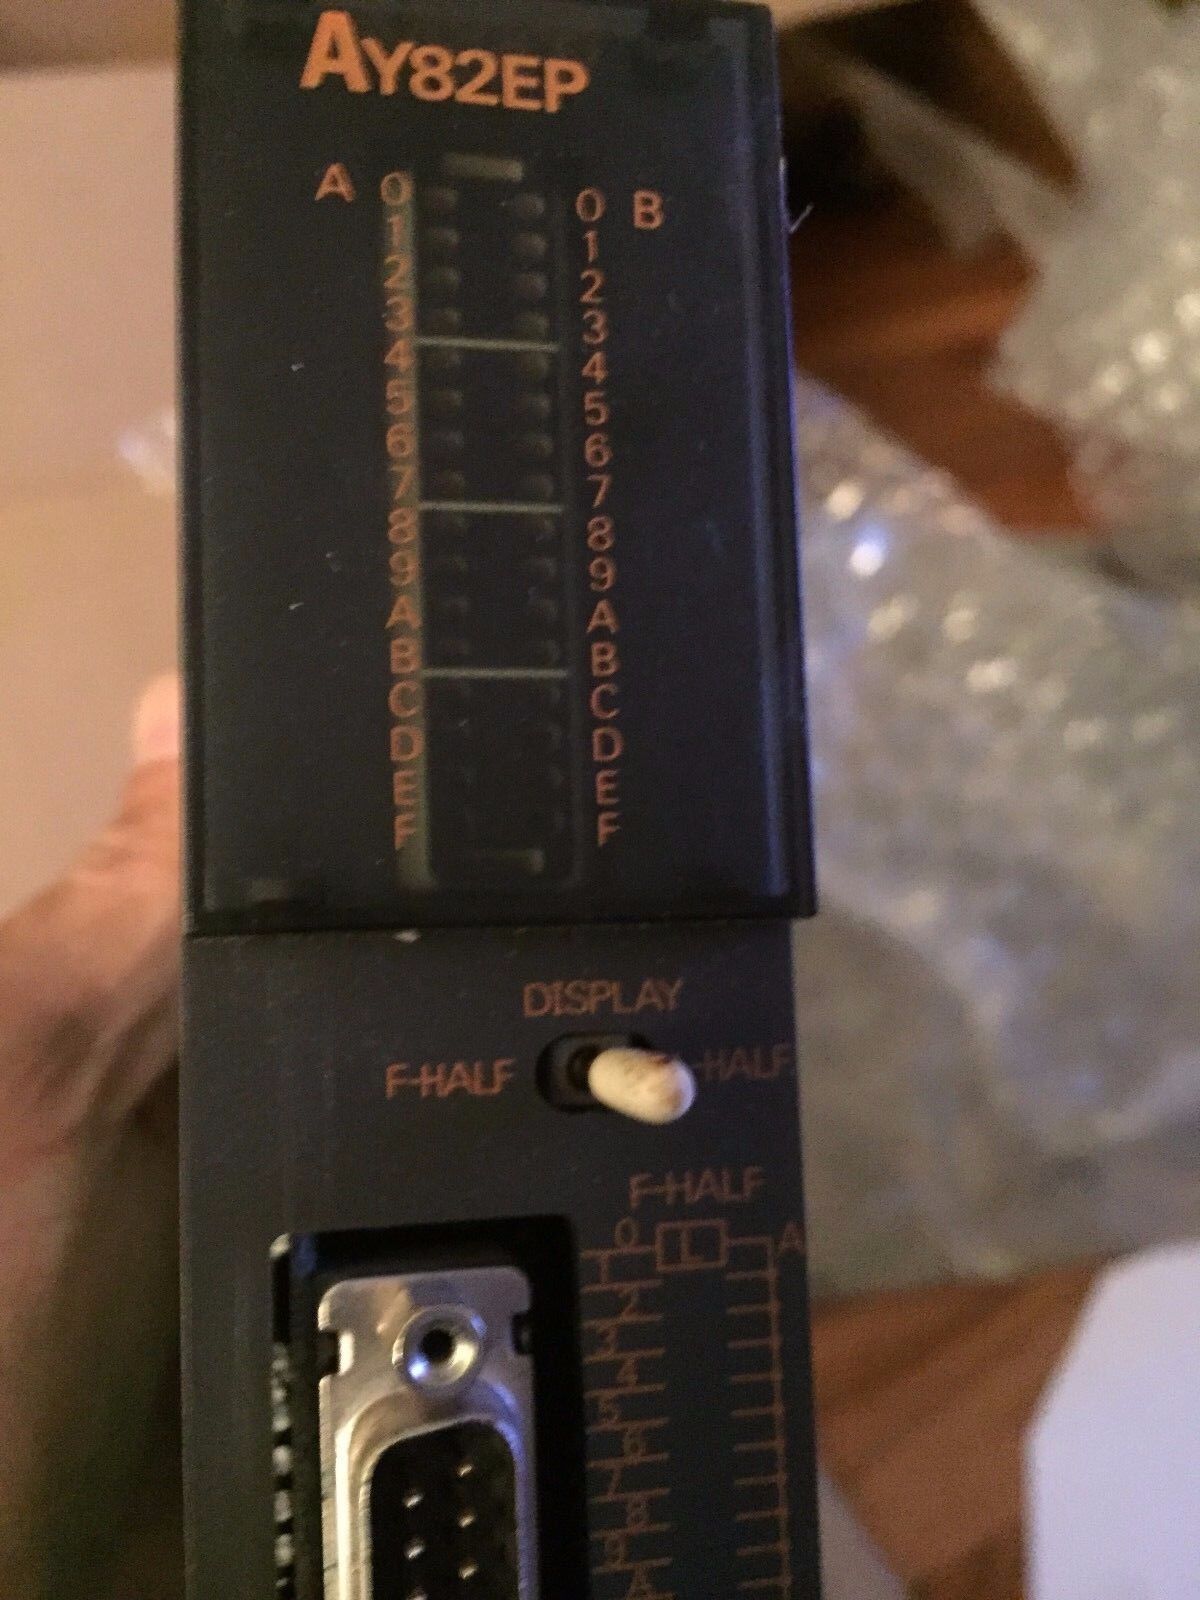 AY82EP
A 0 0 B
1 1
2 2
3 3
4 4
5 5
6 6
7 7
8 8
9 9
A A
B B
C C
D D
E E
F F
DISPLAY
F-HALF -HALF
F-HALF
0 L A
1
2
3
4
5
6
7
8
9
A